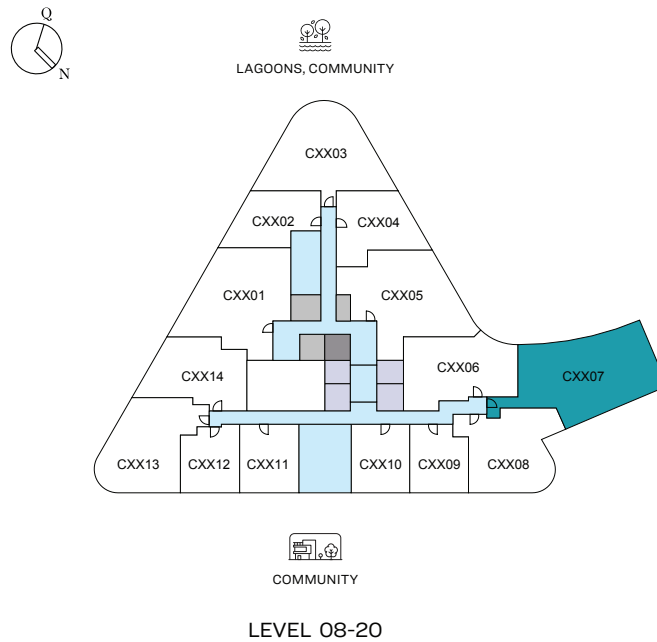 Q
N
LAGOONS, COMMUNITY
CXX03
CXX02
CXX04
CXX01
CXX05
CXX14
CXX06
CXX07
CXX13
CXX12
CXX11
CXX10
CXX09
CXX08
COMMUNITY
LEVEL 08-20